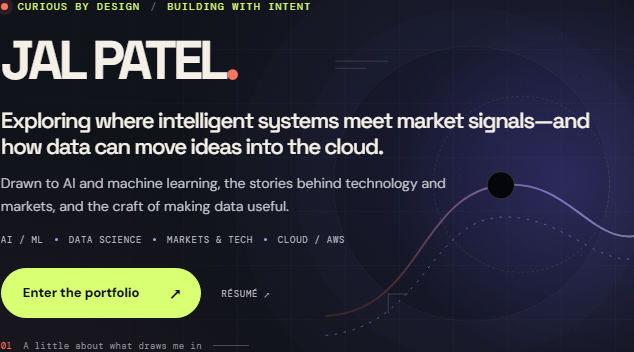 CURIOUS BY DESIGN / BUILDING WITH INTENT
JAL PATEL.
Exploring where intelligent systems meet market signals—and
how data can move ideas into the cloud.
Drawn to AI and machine learning, the stories behind technology and
markets, and the craft of making data useful.
AI / ML • DATA SCIENCE • MARKETS & TECH • CLOUD / AWS
Enter the portfolio ↗ RÉSUMÉ ↗
01 A little about what draws me in